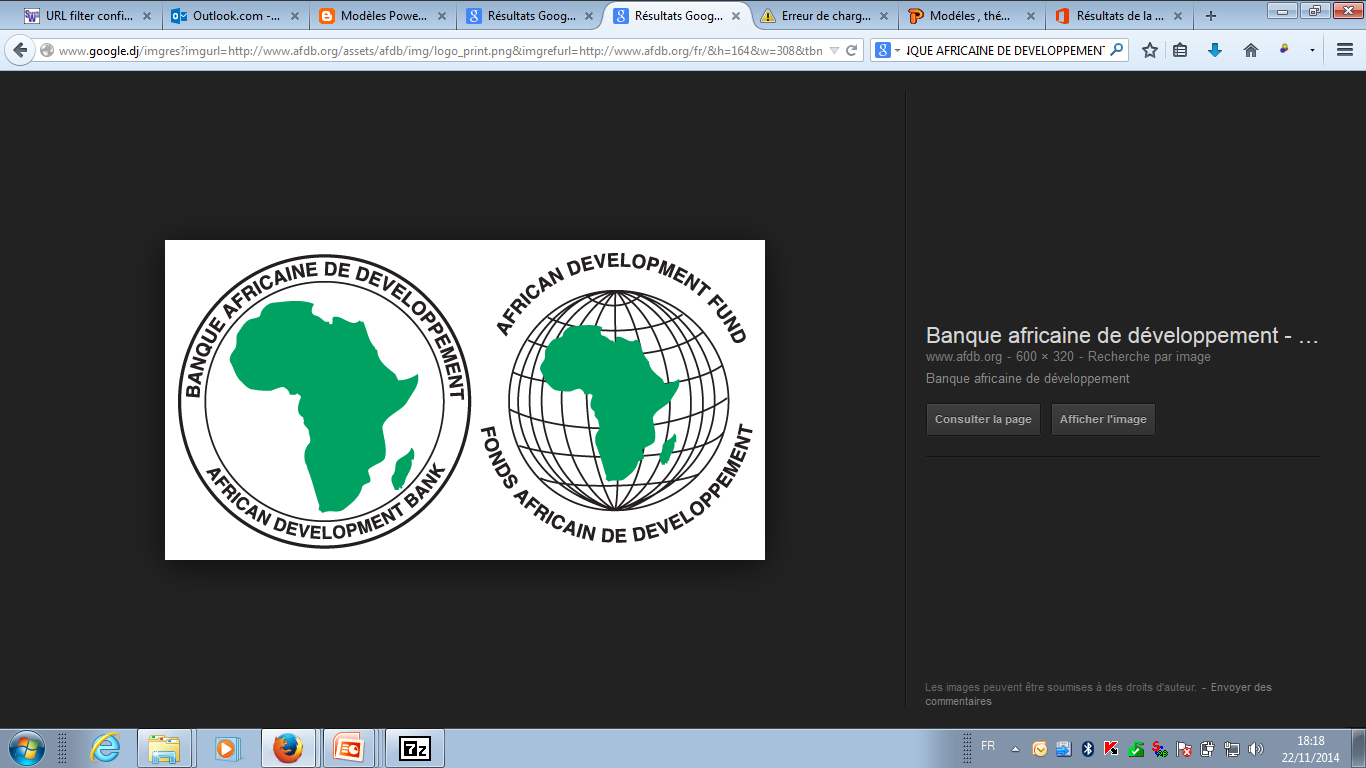 URL filter confi...
Outlook.com -...
Modèles Powe...
Résultats Goog...
Résultats Goog...
Erreur de charg...
Modéles , thé...
Résultats de la ...
www.google.dj/imgres?imgurl=http://www.afdb.org/assets/afdb/img/logo_print.png&imgrefurl=http://www.afdb.org/fr/&h=164&w=308&tbn
NQUE AFRICAINE DE DEVELOPPEMENT
BANQUE AFRICAINE DE DEVELOPPEMENT
AFRICAN DEVELOPMENT BANK
AFRICAN DEVELOPMENT FUND
FONDS AFRICAIN DE DEVELOPPEMENT
Banque africaine de développement - ...
www.afdb.org - 600 × 320 - Recherche par image
Banque africaine de développement
Consulter la page
Afficher l'image
Les images peuvent être soumises à des droits d'auteur. - Envoyer des
commentaires
7z
FR
18:18
22/11/2014